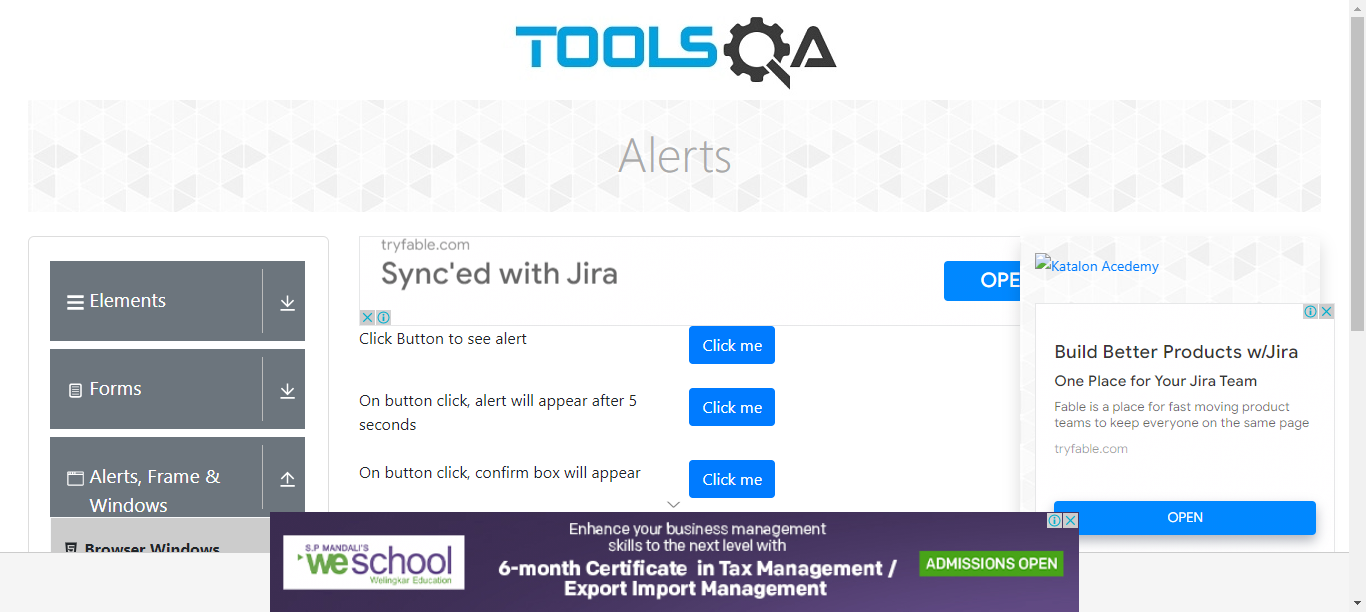 TOOLSQA
Alerts
Elements
Forms
Alerts, Frame &
Windows
Browser Windows
tryfable.com
Sync'ed with Jira
OPE
Click Button to see alert
Click me
On button click, alert will appear after 5
seconds
Click me
On button click, confirm box will appear
Click me
Katalon Acedemy
Build Better Products w/Jira
One Place for Your Jira Team
Fable is a place for fast moving product
teams to keep everyone on the same page
tryfable.com
OPEN
S.P MANDALI'S
weschool
Welingkar Education
Enhance your business management
skills to the next level with
6-month Certificate in Tax Management /
Export Import Management
ADMISSIONS OPEN